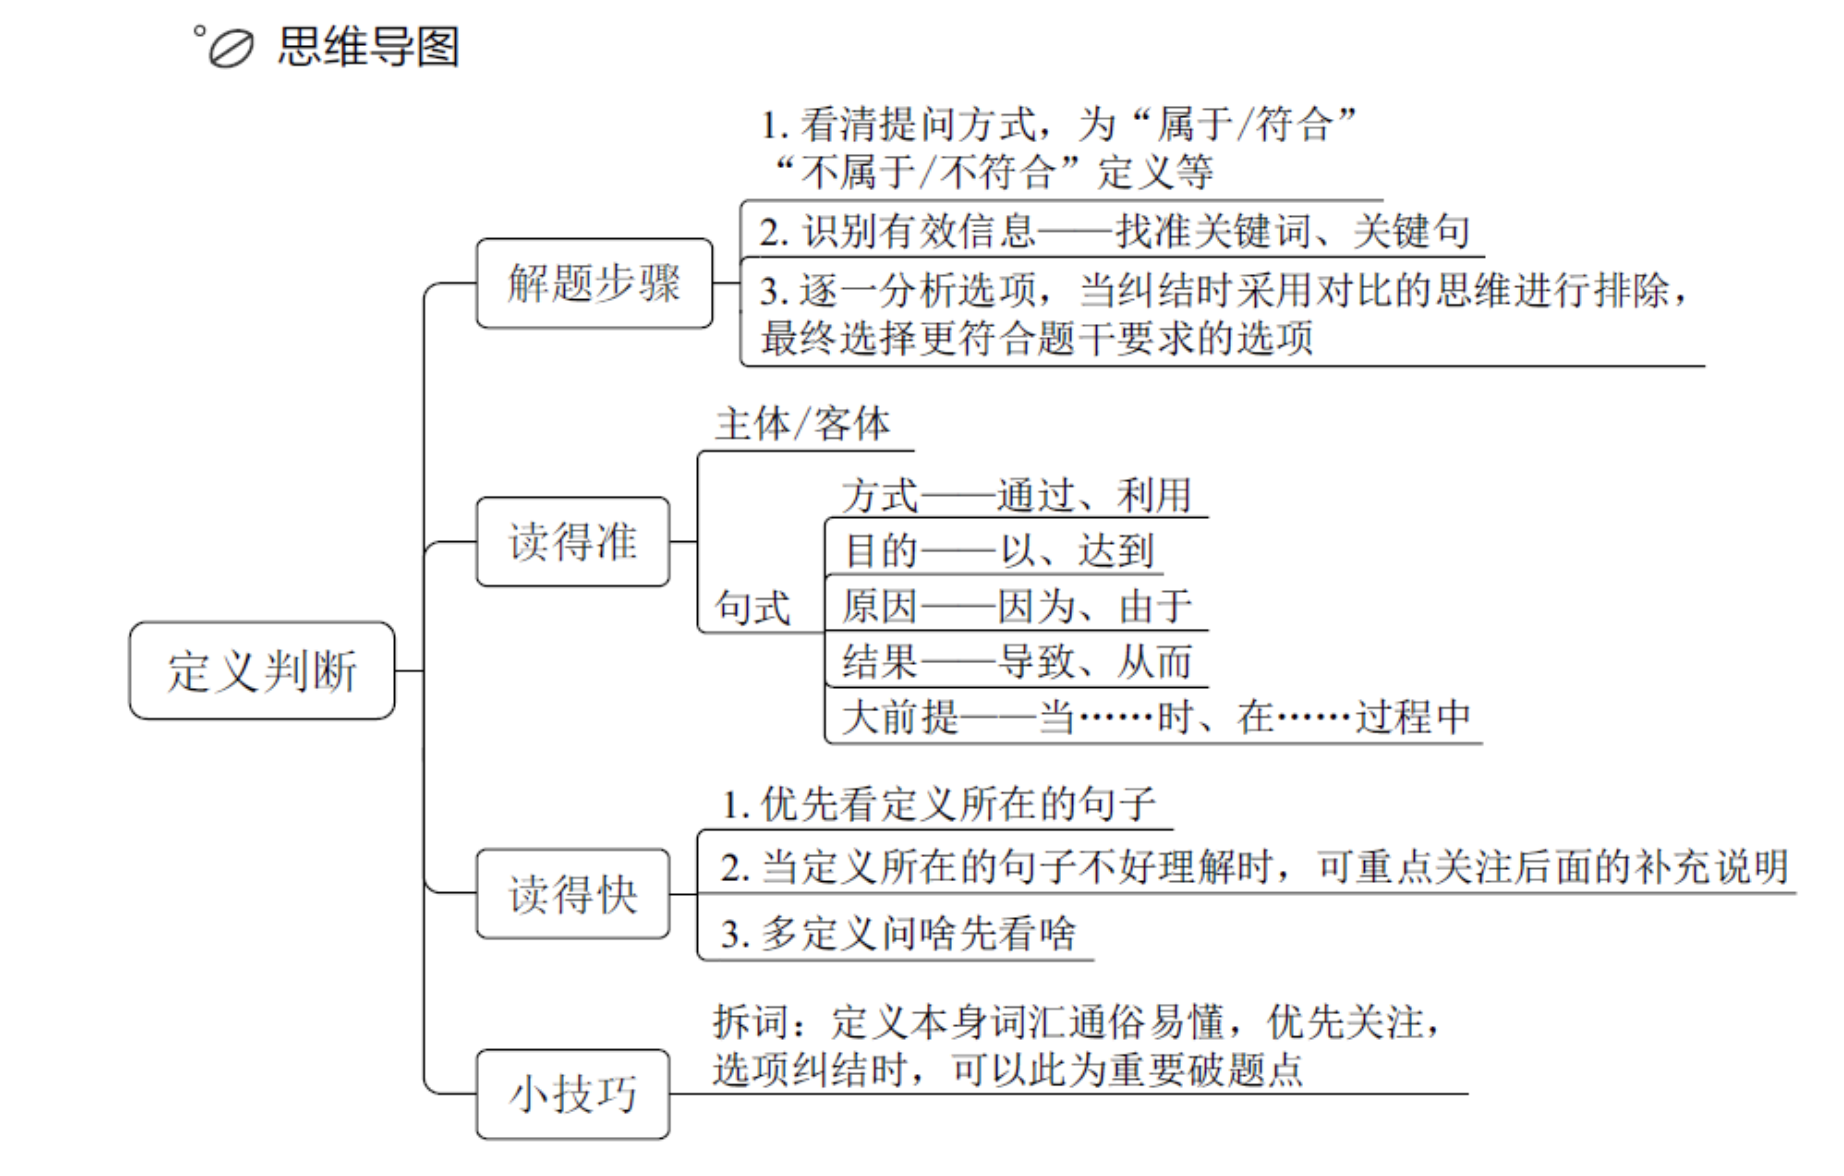 思维导图
1. 看清提问方式，为“属于/符合”
“不属于/不符合”定义等
2. 识别有效信息——找准关键词、关键句
解题步骤
3. 逐一分析选项，当纠结时采用对比的思维进行排除，
最终选择更符合题干要求的选项
主体/客体
方式——通过、利用
读得准
目的——以、达到
句式
原因——因为、由于
结果——导致、从而
定义判断
大前提——当……时、在……过程中
1. 优先看定义所在的句子
2. 当定义所在的句子不好理解时，可重点关注后面的补充说明
读得快
3. 多定义问啥先看啥
拆词：定义本身词汇通俗易懂，优先关注，
选项纠结时，可以此为重要破题点
小技巧